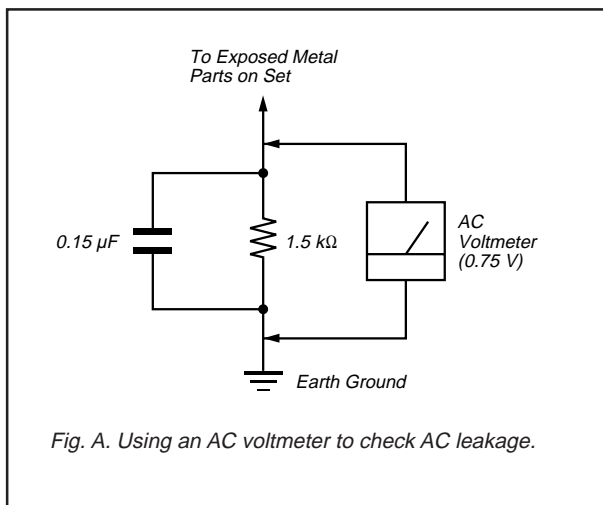 To Exposed Metal
Parts on Set
0.15 µF
1.5 kΩ
AC
Voltmeter
(0.75 V)
Earth Ground
Fig. A. Using an AC voltmeter to check AC leakage.